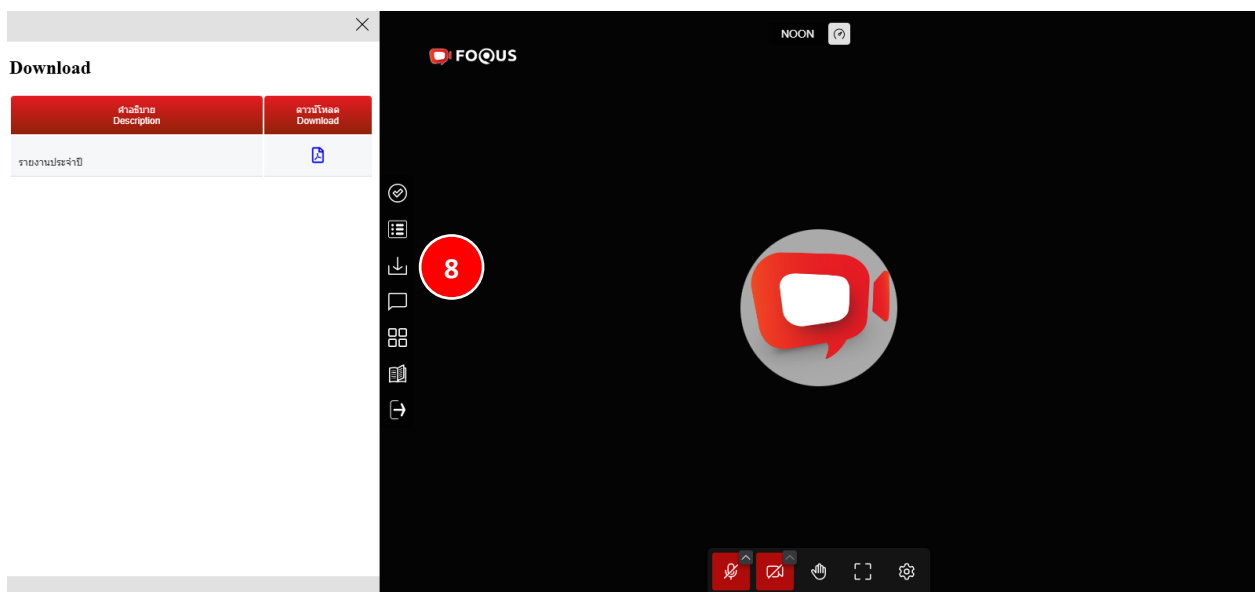 NOON
FOQUS
Download
คำอธิบาย
Description
ดาวน์โหลด
Download
รายงานประจำปี
8